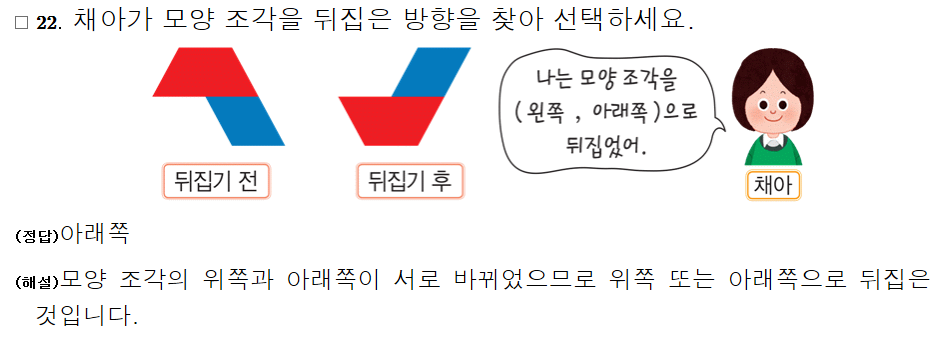 □ 22. 채아가 모양 조각을 뒤집은 방향을 찾아 선택하세요.
나는 모양 조각을
(왼쪽 , 아래쪽)으로
뒤집었어.
뒤집기 전
뒤집기 후
채아
(정답)아래쪽
(해설)모양 조각의 위쪽과 아래쪽이 서로 바뀌었으므로 위쪽 또는 아래쪽으로 뒤집은
것입니다.